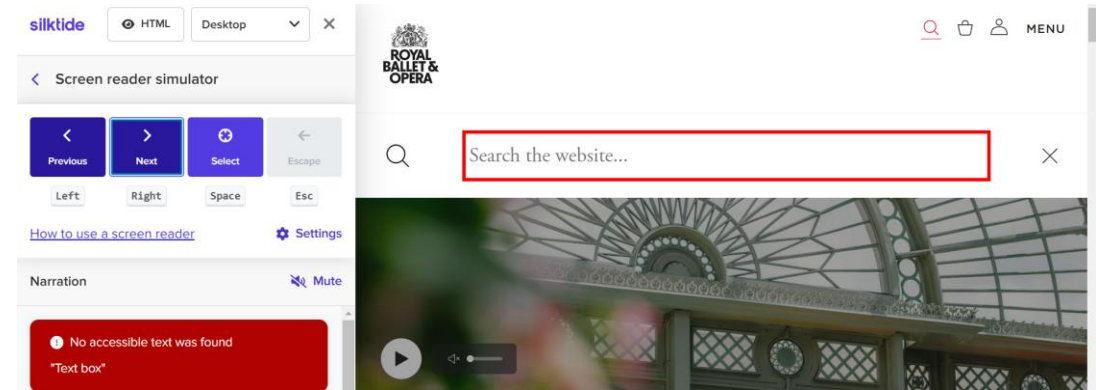 silktide
HTML
Desktop
Screen reader simulator
Previous
Next
Select
Escape
Left
Right
Space
Esc
How to use a screen reader
Settings
Narration
Mute
No accessible text was found
"Text box"
ROYAL
BALLET &
OPERA
MENU
Search the website...